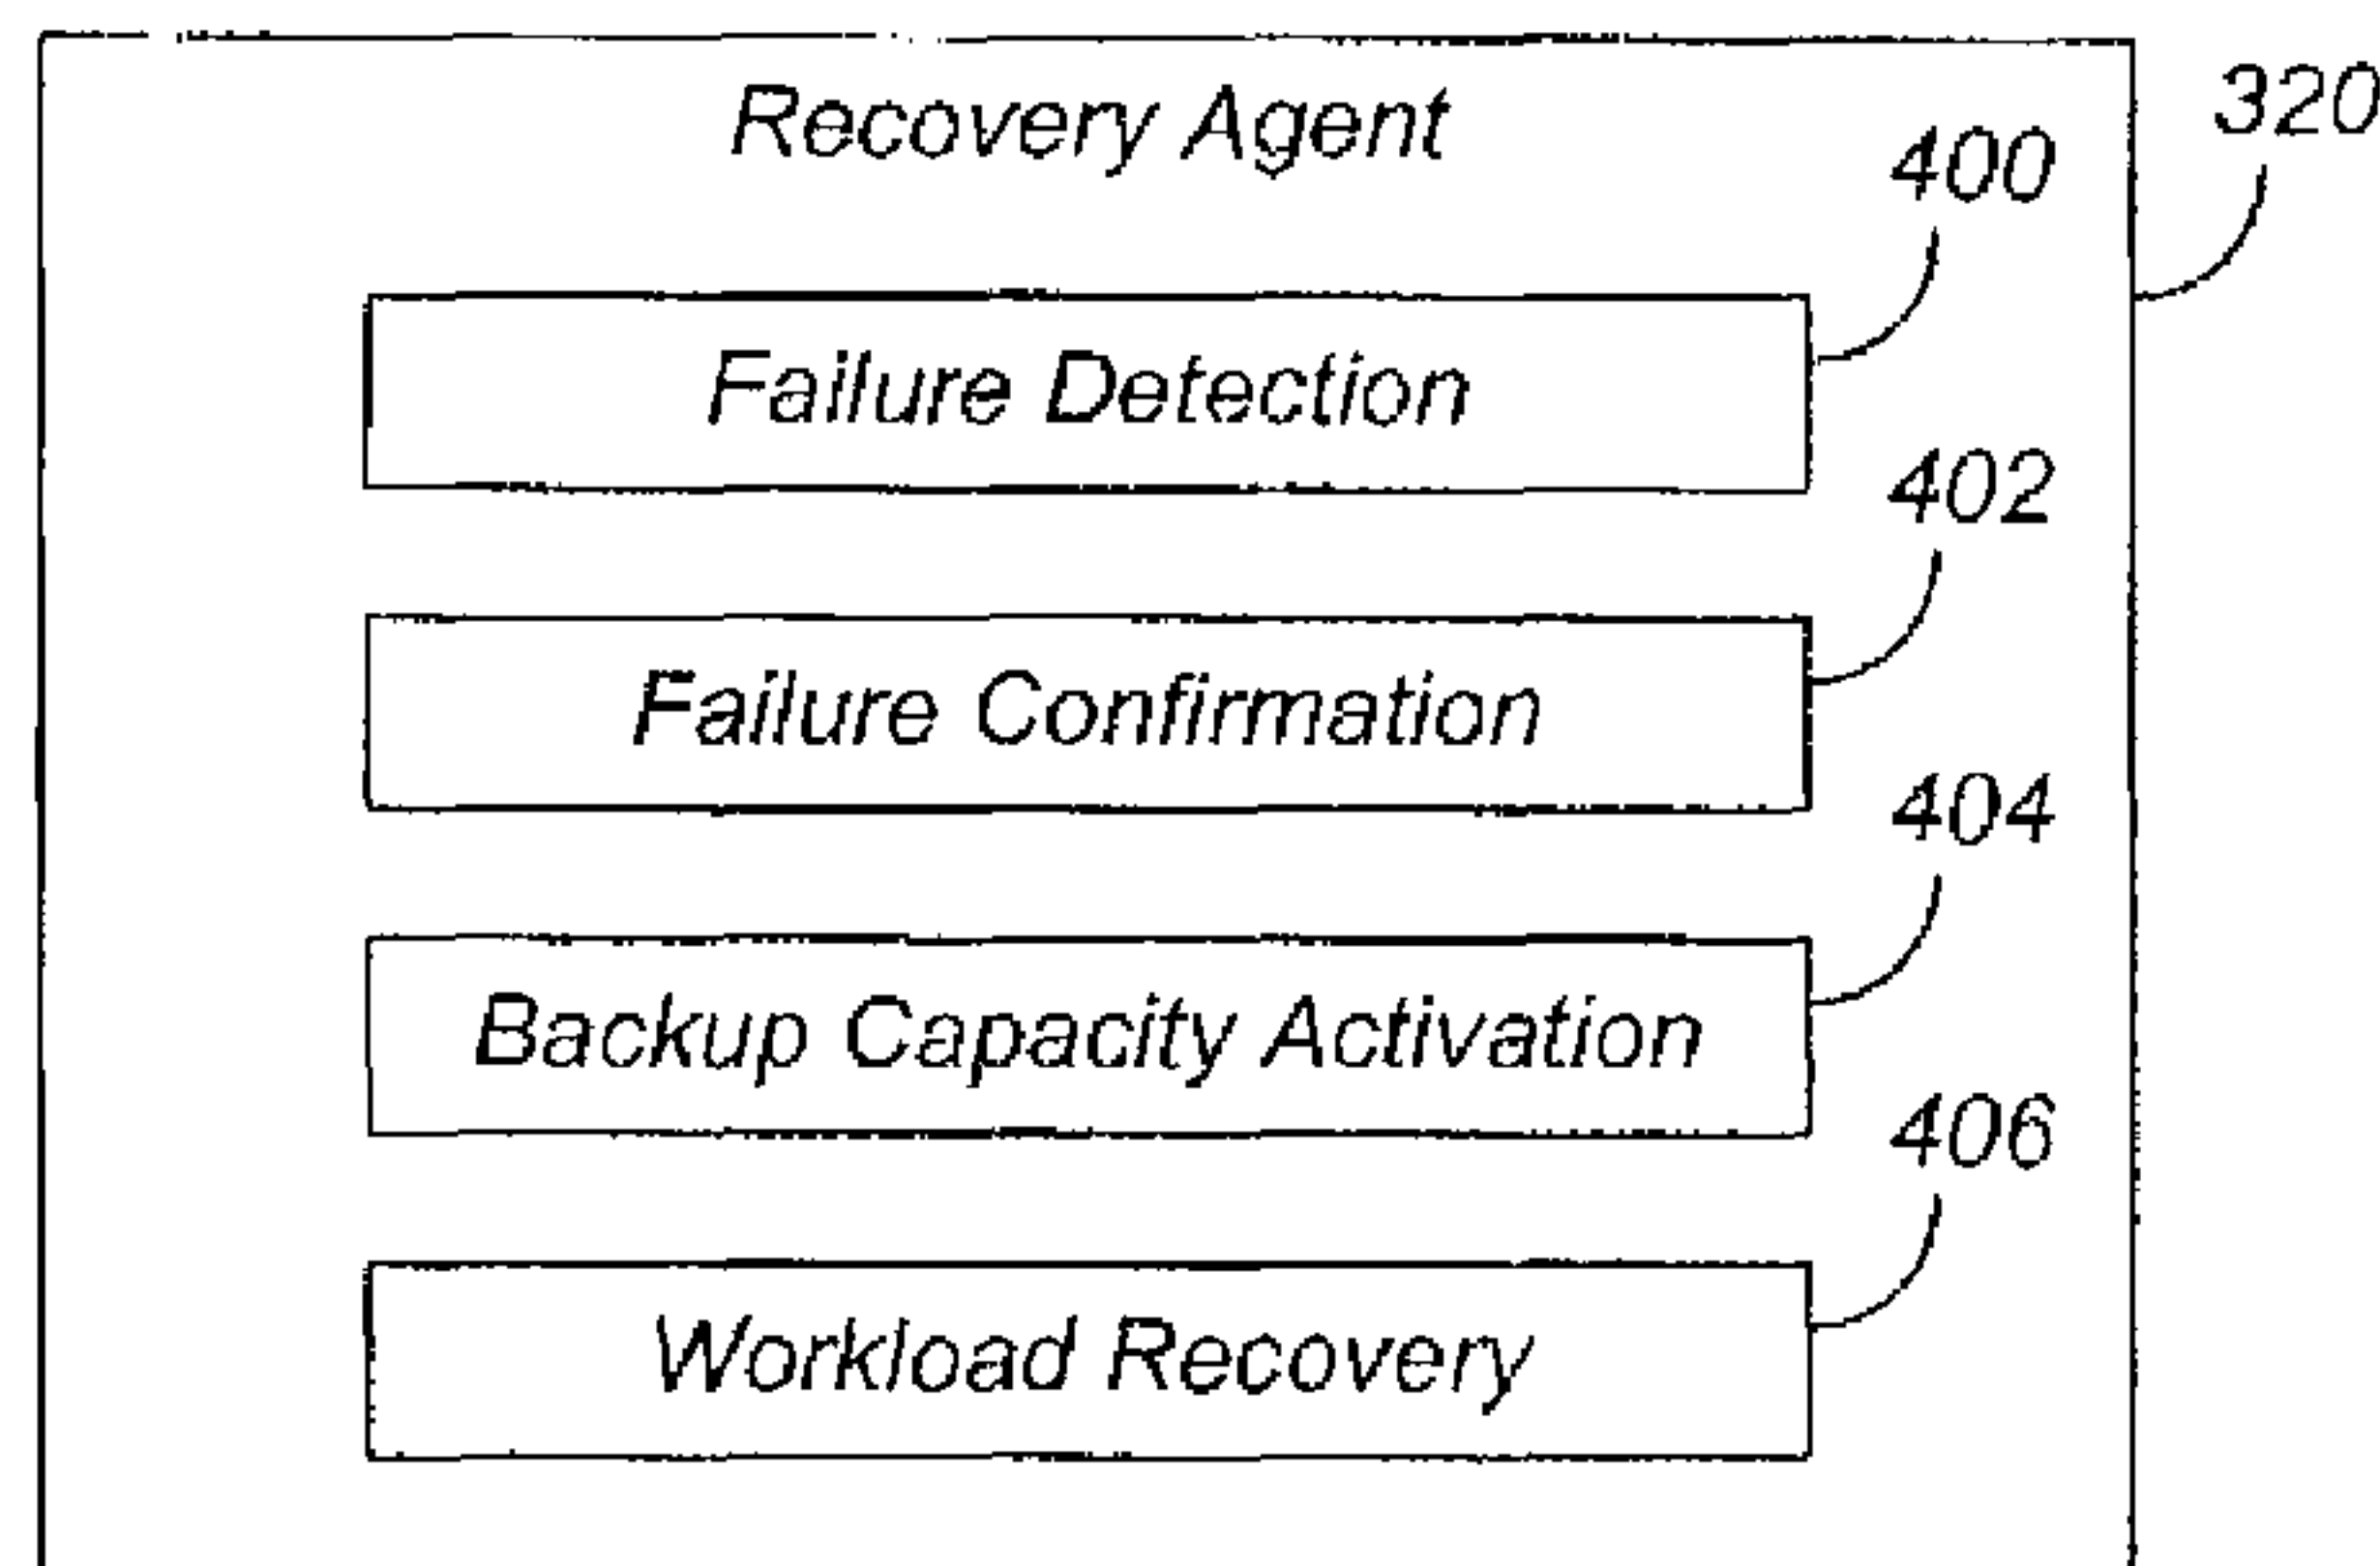 Recovery Agent
320
400
Failure Detection
402
Failure Confirmation
404
Backup Capacity Activation
406
Workload Recovery